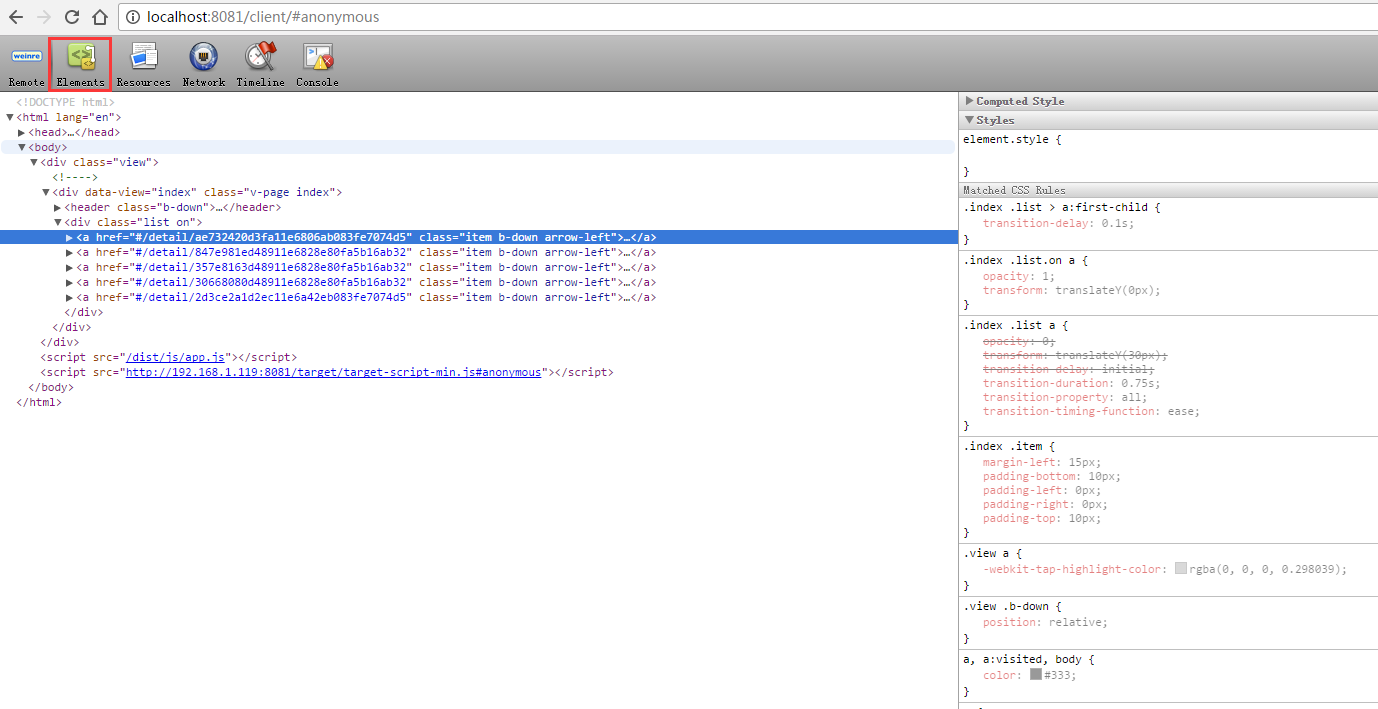 localhost:8081/client/#anonymous
weinre
Remote Elements Resources Network Timeline Console
<!DOCTYPE html>
▼<html lang="en">
▶<head>…</head>
▼<body>
▼<div class="view">
<!---->
▼<div data-view="index" class="v-page index">
▶<header class="b-down">…</header>
▼<div class="list on">
▶<a href="#/detail/ae732420d3fa11e6806ab083fe7074d5" class="item b-down arrow-left">…</a>
▶<a href="#/detail/847e981ed48911e6828e80fa5b16ab32" class="item b-down arrow-left">…</a>
▶<a href="#/detail/357e8163d48911e6828e80fa5b16ab32" class="item b-down arrow-left">…</a>
▶<a href="#/detail/30668080d48911e6828e80fa5b16ab32" class="item b-down arrow-left">…</a>
▶<a href="#/detail/2d3ce2a1d2ec11e6a42eb083fe7074d5" class="item b-down arrow-left">…</a>
</div>
</div>
</div>
<script src="/dist/js/app.js"></script>
<script src="http://192.168.1.119:8081/target/target-script-min.js#anonymous"></script>
</body>
</html>
▶Computed Style
▼Styles
element.style {
}
Matched CSS Rules
.index .list > a:first-child {
transition-delay: 0.1s;
}
.index .list.on a {
opacity: 1;
transform: translateY(0px);
}
.index .list a {
opacity: 0;
transform: translateY(30px);
transition-delay: initial;
transition-duration: 0.75s;
transition-property: all;
transition-timing-function: ease;
}
.index .item {
margin-left: 15px;
padding-bottom: 10px;
padding-left: 0px;
padding-right: 0px;
padding-top: 10px;
}
.view a {
-webkit-tap-highlight-color: rgba(0, 0, 0, 0.298039);
}
.view .b-down {
position: relative;
}
a, a:visited, body {
color: #333;
}